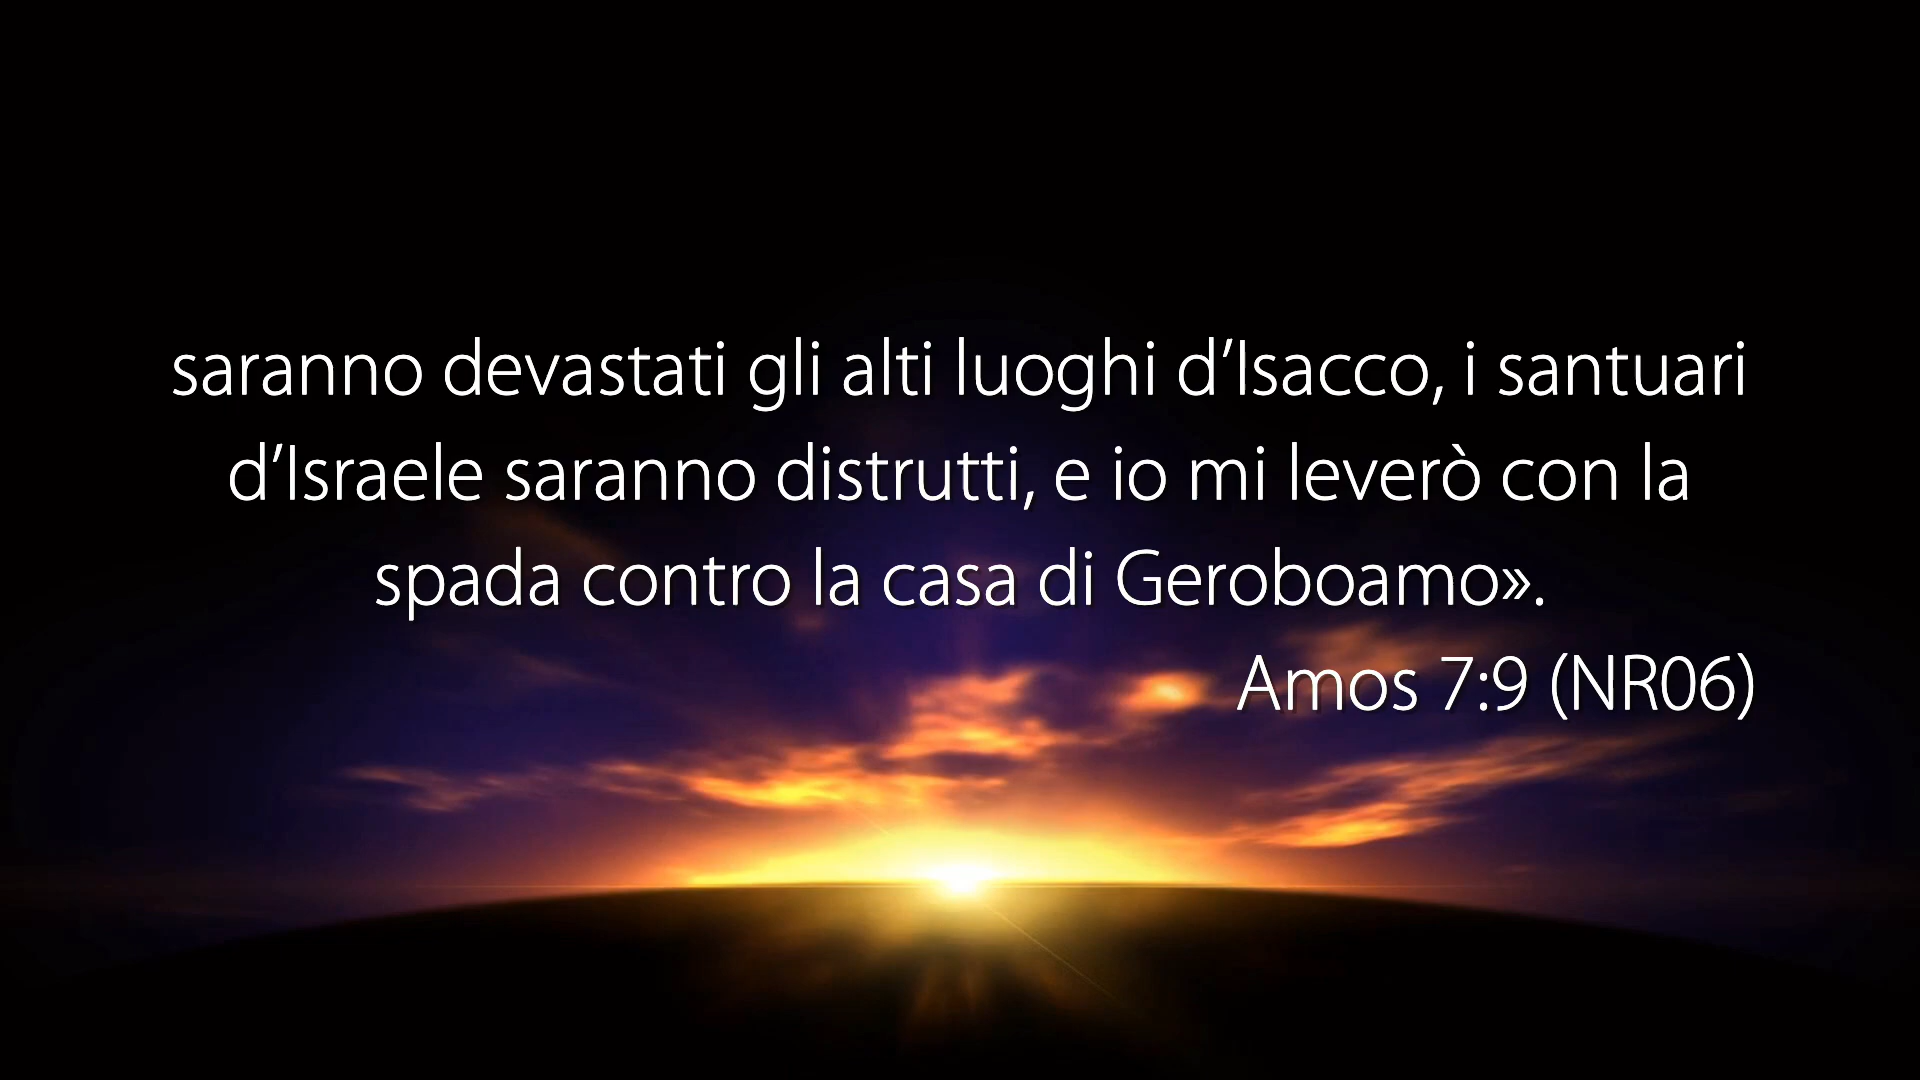 saranno devastati gli alti luoghi d’Isacco, i santuari
d’Israele saranno distrutti, e io mi leverò con la
spada contro la casa di Geroboamo».
Amos 7:9 (NR06)